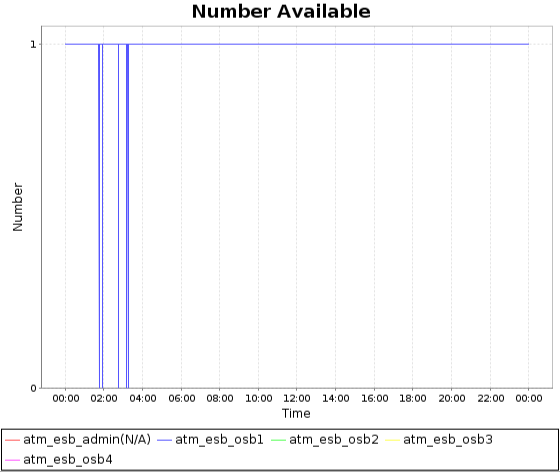 Number Available
1
Number
0
00:00 02:00 04:00 06:00 08:00 10:00 12:00 14:00 16:00 18:00 20:00 22:00 00:00
Time
atm_esb_admin(N/A) atm_esb_osb1 atm_esb_osb2 atm_esb_osb3
atm_esb_osb4